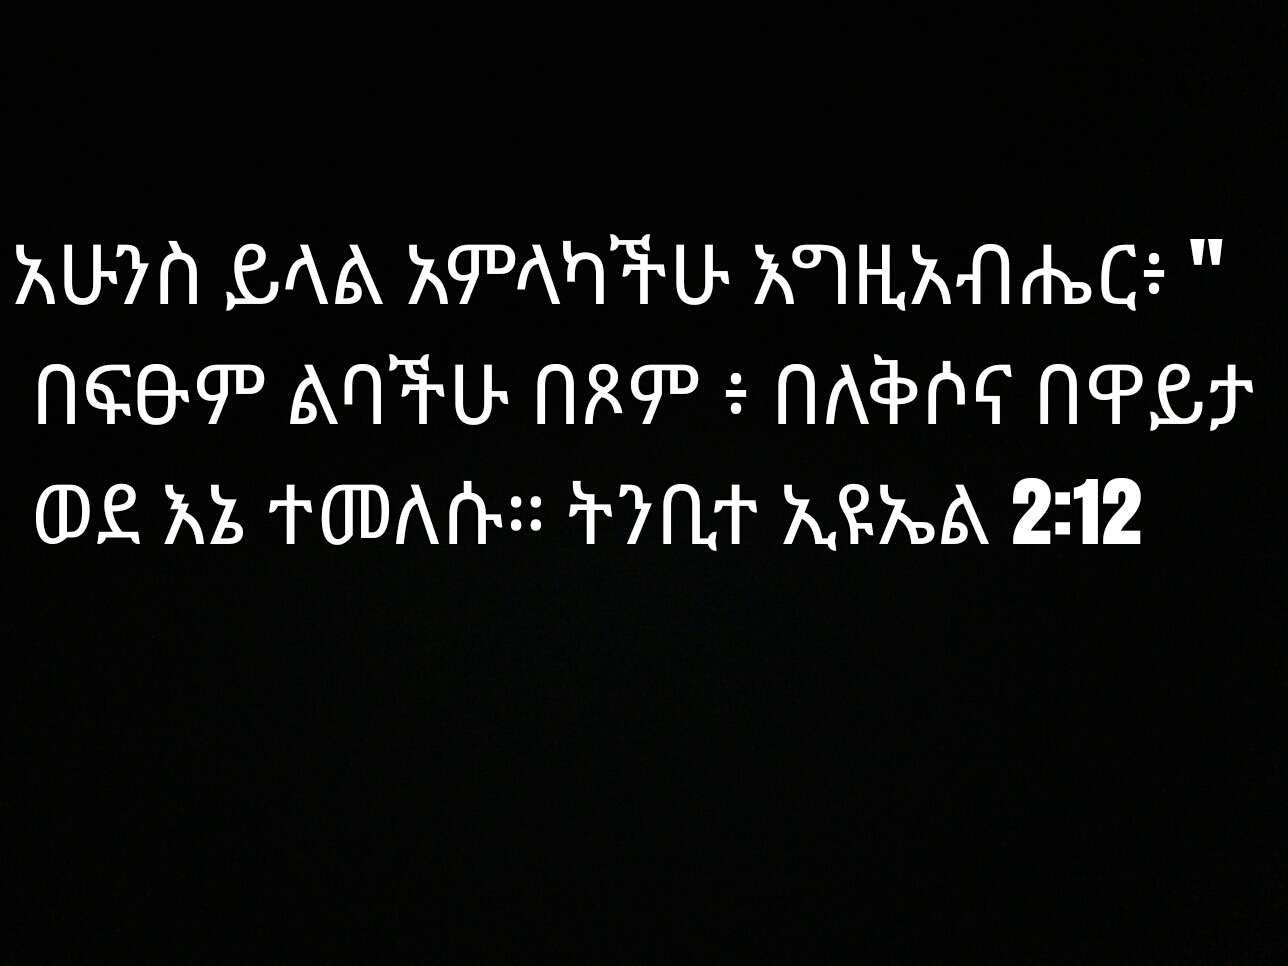 አሁንስ ይላል አምላካችሁ እግዚአብሔር፥ "
በፍፁም ልባችሁ በጾም ፥ በለቅሶና በዋይታ
ወደ እኔ ተመለሱ። ትንቢተ ኢዩኤል 2:12